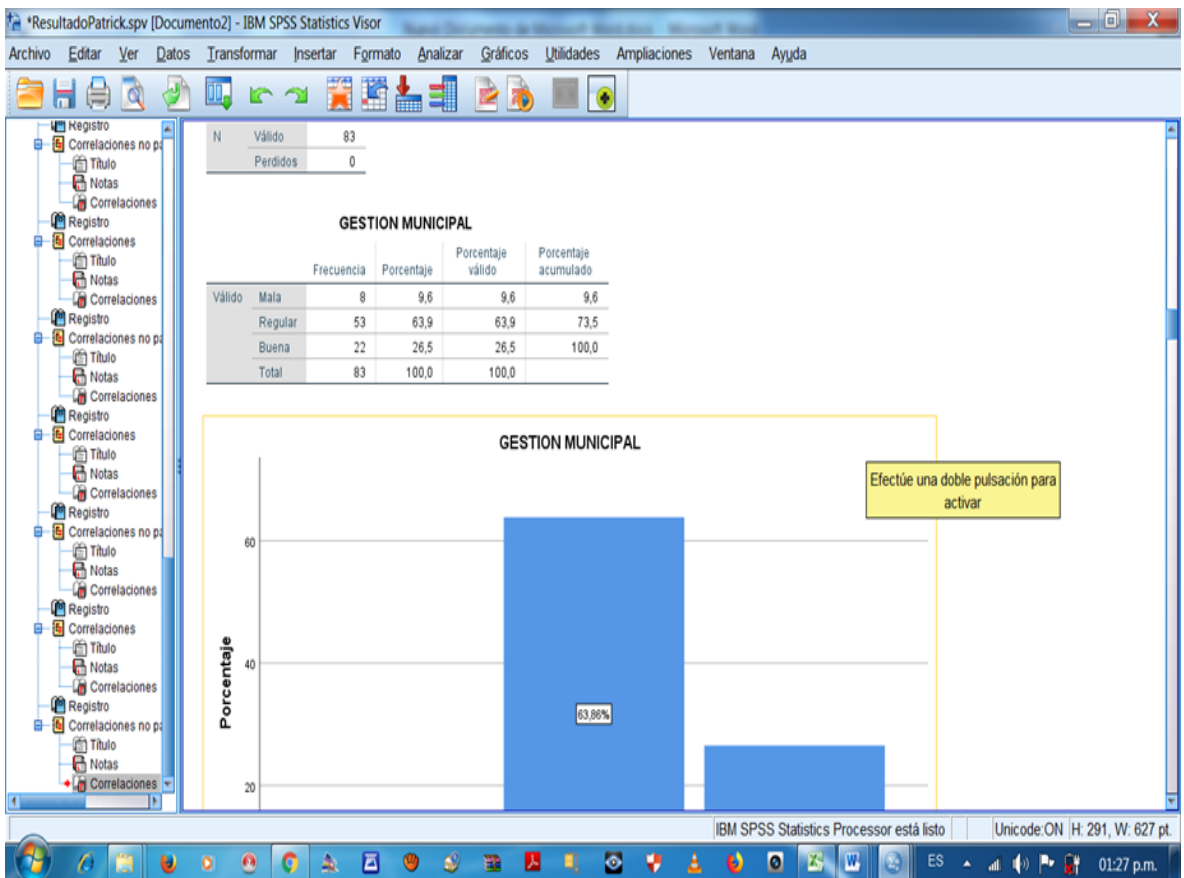 *ResultadoPatrick.spv [Documento2] - IBM SPSS Statistics Visor
Archivo Editar Ver Datos Transformar Insertar Formato Analizar Gráficos Utilidades Ampliaciones Ventana Ayuda
Registro
Correlaciones no pa
Título
Notas
Correlaciones
Registro
Correlaciones
Título
Notas
Correlaciones
Registro
Correlaciones no pa
Título
Notas
Correlaciones
Registro
Correlaciones
Título
Notas
Correlaciones
Registro
Correlaciones no pa
Título
Notas
Correlaciones
Registro
Correlaciones
Título
Notas
Correlaciones
Registro
Correlaciones no pa
Título
Notas
Correlaciones
N Válido 83
Perdidos 0
GESTION MUNICIPAL
Frecuencia Porcentaje Porcentaje válido Porcentaje acumulado
Válido Mala 8 9,6 9,6 9,6
Regular 53 63,9 63,9 73,5
Buena 22 26,5 26,5 100,0
Total 83 100,0 100,0
GESTION MUNICIPAL
Efectúe una doble pulsación para
activar
Porcentaje
60
40
20
63,86%
IBM SPSS Statistics Processor está listo Unicode:ON H: 291, W: 627 pt.
ES 01:27 p.m.